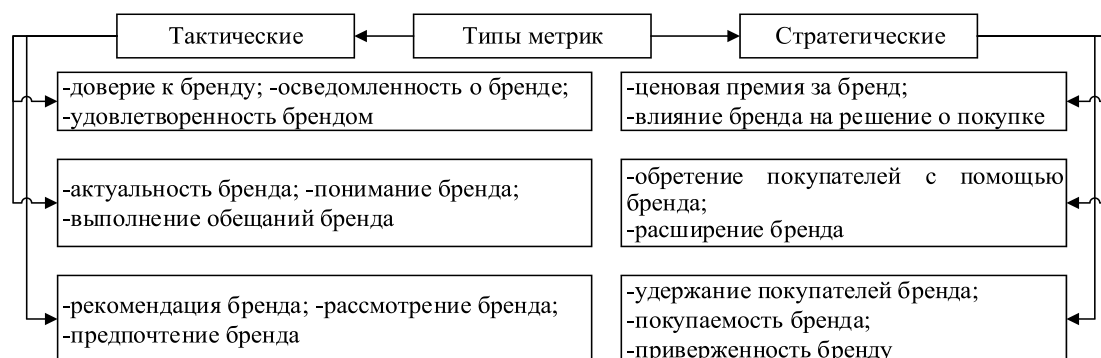 Тактические
Типы метрик
Стратегические
-доверие к бренду; -осведомленность о бренде;
-удовлетворенность брендом
-ценовая премия за бренд;
-влияние бренда на решение о покупке
-актуальность бренда; -понимание бренда;
-выполнение обещаний бренда
-обретение покупателей с помощью
бренда;
-расширение бренда
-рекомендация бренда; -рассмотрение бренда;
-предпочтение бренда
-удержание покупателей бренда;
-покупаемость бренда;
-приверженность бренду